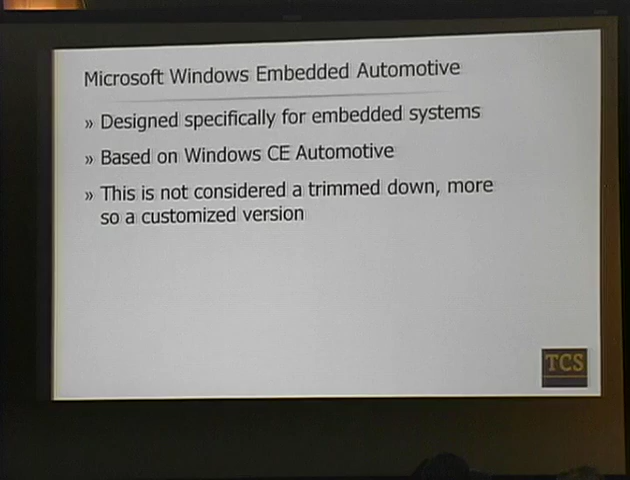 Microsoft Windows Embedded Automotive
» Designed specifically for embedded systems
» Based on Windows CE Automotive
» This is not considered a trimmed down, more
so a customized version
TCS